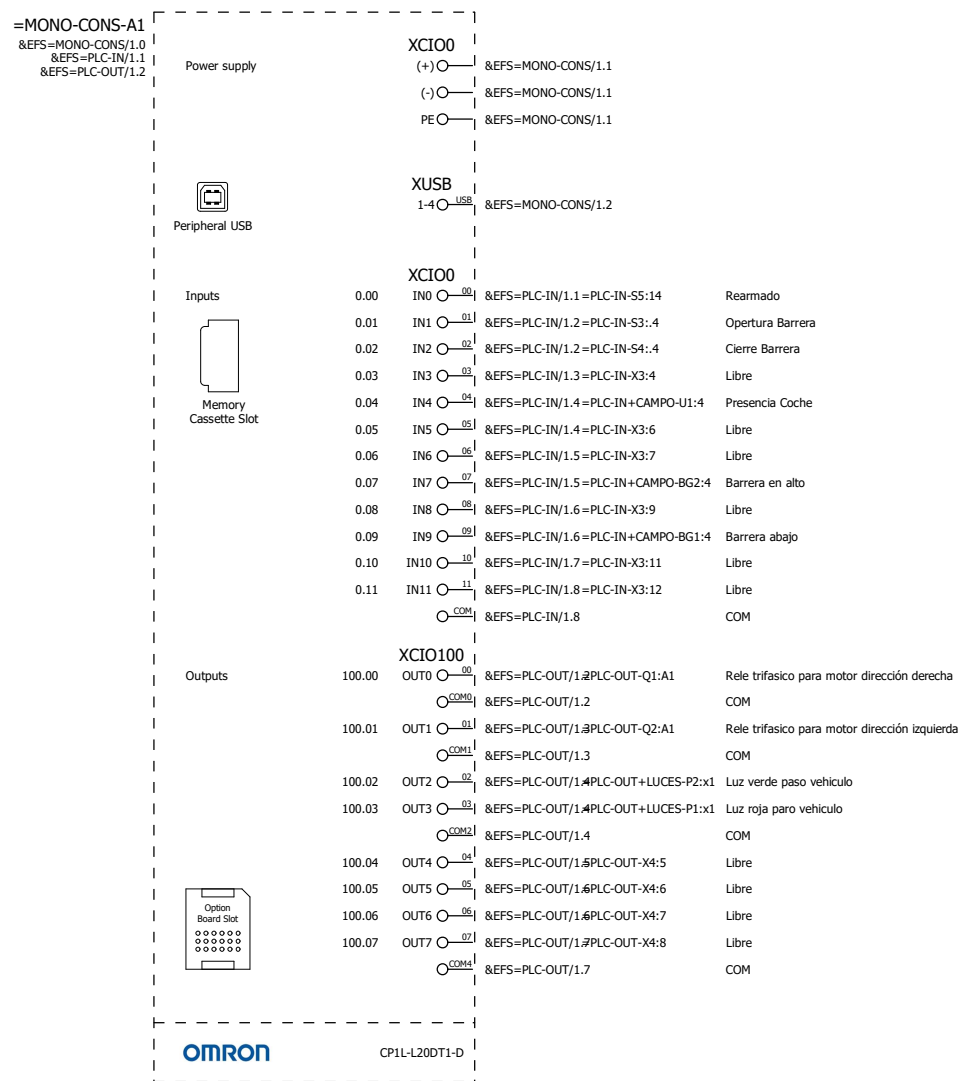 =MONO-CONS-A1
&EFS=MONO-CONS/1.0
&EFS=PLC-IN/1.1
&EFS=PLC-OUT/1.2
XCIO0
Power supply (+) &EFS=MONO-CONS/1.1
(-) &EFS=MONO-CONS/1.1
PE &EFS=MONO-CONS/1.1
XUSB
1-4 USB &EFS=MONO-CONS/1.2
Peripheral USB
XCIO0
Inputs 0.00 IN0 00 &EFS=PLC-IN/1.1 =PLC-IN-S5:14 Rearmado
0.01 IN1 01 &EFS=PLC-IN/1.2 =PLC-IN-S3:.4 Opertura Barrera
0.02 IN2 02 &EFS=PLC-IN/1.2 =PLC-IN-S4:.4 Cierre Barrera
0.03 IN3 03 &EFS=PLC-IN/1.3 =PLC-IN-X3:4 Libre
Memory Cassette Slot
0.04 IN4 04 &EFS=PLC-IN/1.4 =PLC-IN+CAMPO-U1:4 Presencia Coche
0.05 IN5 05 &EFS=PLC-IN/1.4 =PLC-IN-X3:6 Libre
0.06 IN6 06 &EFS=PLC-IN/1.5 =PLC-IN-X3:7 Libre
0.07 IN7 07 &EFS=PLC-IN/1.5 =PLC-IN+CAMPO-BG2:4 Barrera en alto
0.08 IN8 08 &EFS=PLC-IN/1.6 =PLC-IN-X3:9 Libre
0.09 IN9 09 &EFS=PLC-IN/1.6 =PLC-IN+CAMPO-BG1:4 Barrera abajo
0.10 IN10 10 &EFS=PLC-IN/1.7 =PLC-IN-X3:11 Libre
0.11 IN11 11 &EFS=PLC-IN/1.8 =PLC-IN-X3:12 Libre
COM &EFS=PLC-IN/1.8 COM
XCIO100
Outputs 100.00 OUT0 00 &EFS=PLC-OUT/1.2 =PLC-OUT-Q1:A1 Rele trifasico para motor dirección derecha
COM0 &EFS=PLC-OUT/1.2 COM
100.01 OUT1 01 &EFS=PLC-OUT/1.3 =PLC-OUT-Q2:A1 Rele trifasico para motor dirección izquierda
COM1 &EFS=PLC-OUT/1.3 COM
100.02 OUT2 02 &EFS=PLC-OUT/1.4 =PLC-OUT+LUCES-P2:x1 Luz verde paso vehiculo
100.03 OUT3 03 &EFS=PLC-OUT/1.4 =PLC-OUT+LUCES-P1:x1 Luz roja paro vehiculo
COM2 &EFS=PLC-OUT/1.4 COM
100.04 OUT4 04 &EFS=PLC-OUT/1.5 =PLC-OUT-X4:5 Libre
100.05 OUT5 05 &EFS=PLC-OUT/1.6 =PLC-OUT-X4:6 Libre
Option Board Slot
100.06 OUT6 06 &EFS=PLC-OUT/1.6 =PLC-OUT-X4:7 Libre
100.07 OUT7 07 &EFS=PLC-OUT/1.7 =PLC-OUT-X4:8 Libre
COM4 &EFS=PLC-OUT/1.7 COM
OMRON CP1L-L20DT1-D